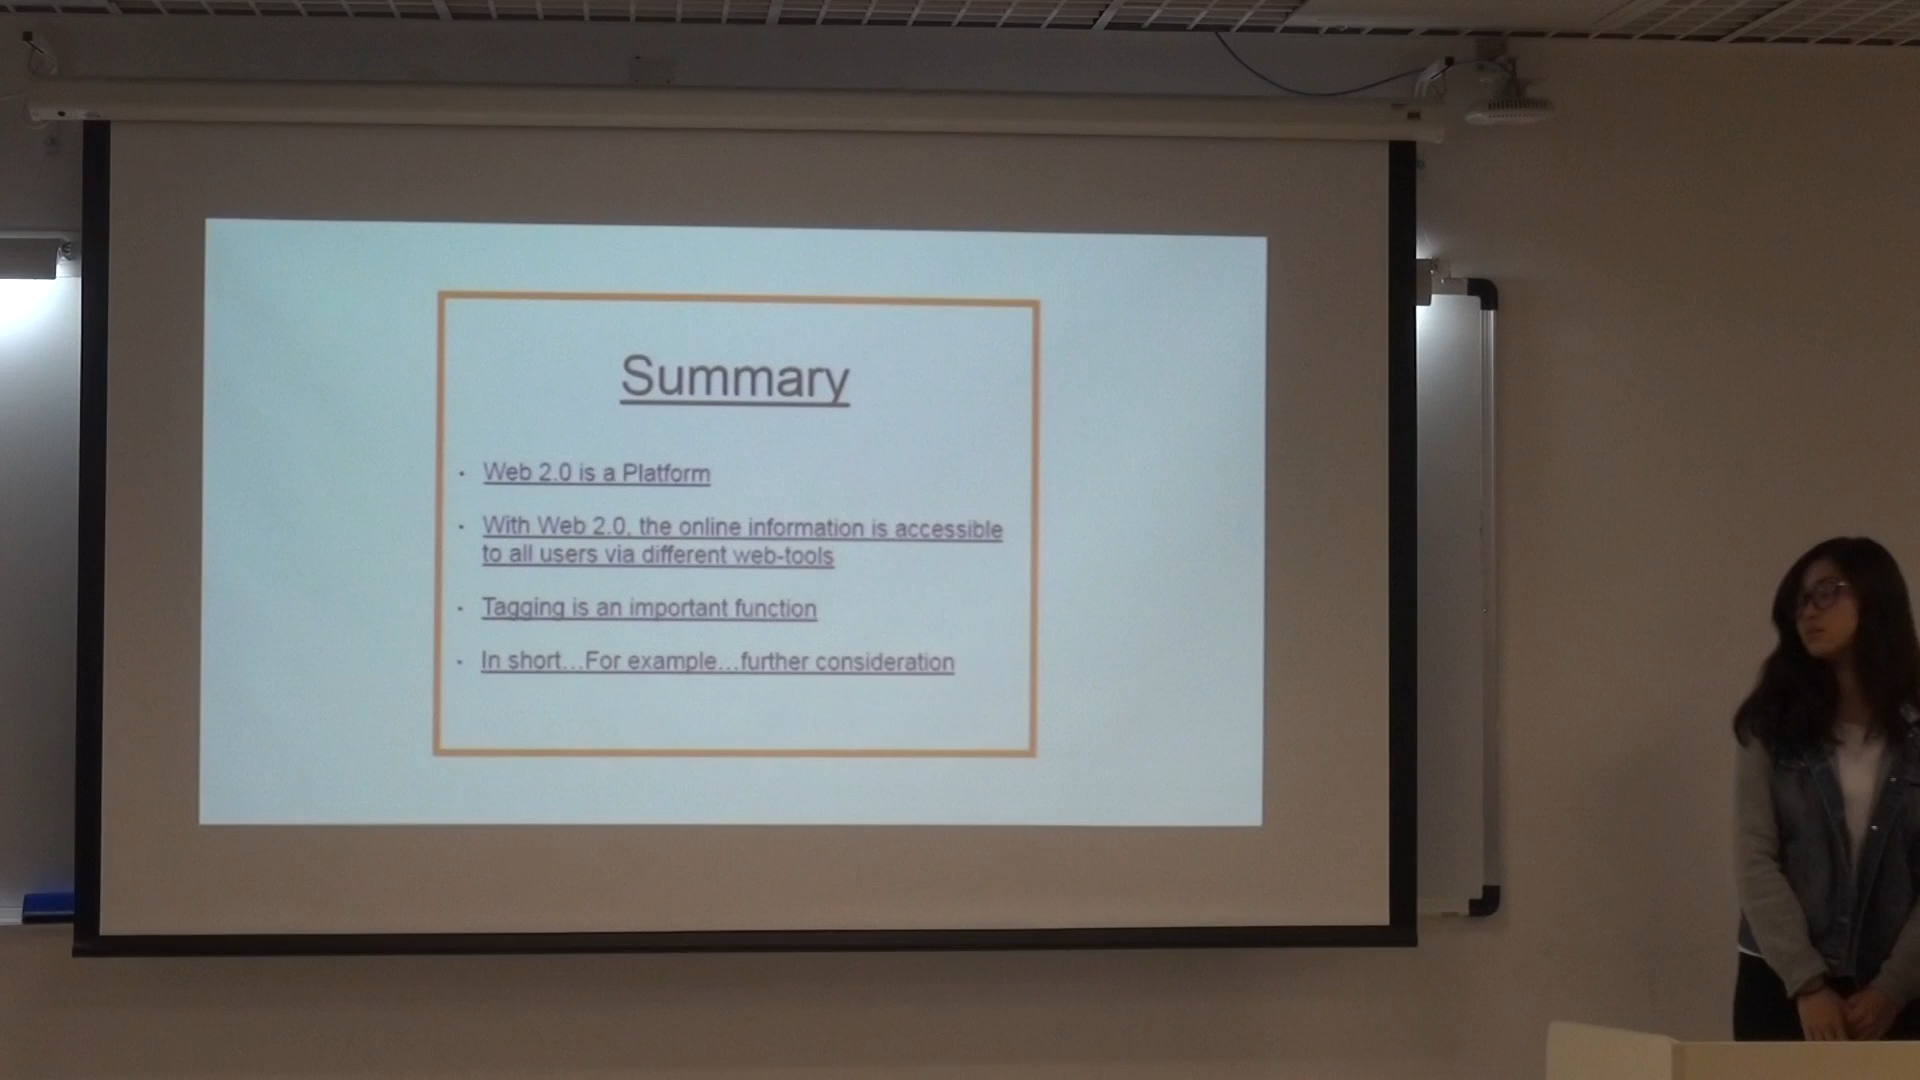 Summary
• Web 2.0 is a Platform
• With Web 2.0, the online information is accessible
to all users via different web-tools
• Tagging is an important function
• In short...For example...further consideration